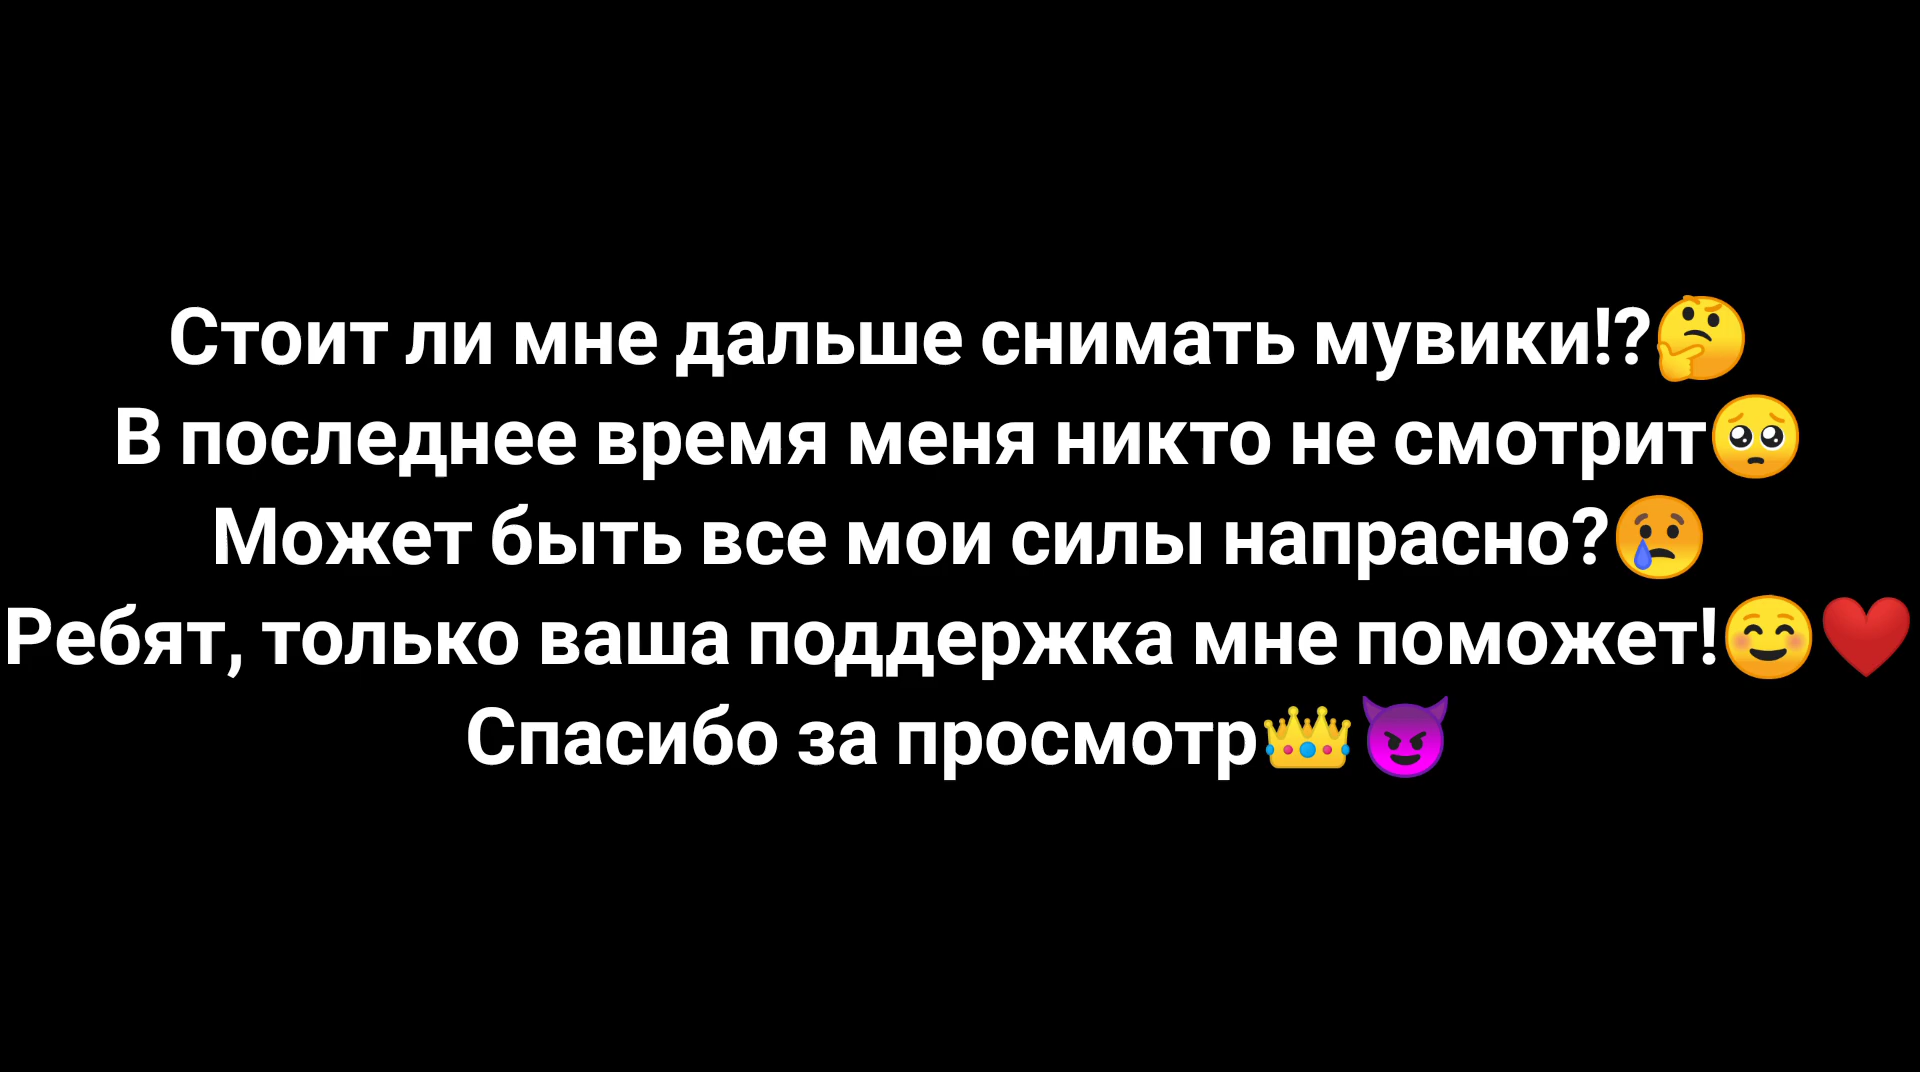 Стоит ли мне дальше снимать мувики!?🤔
В последнее время меня никто не смотрит🥺
Может быть все мои силы напрасно?😢
Ребят, только ваша поддержка мне поможет!☺️❤️
Спасибо за просмотр👑😈